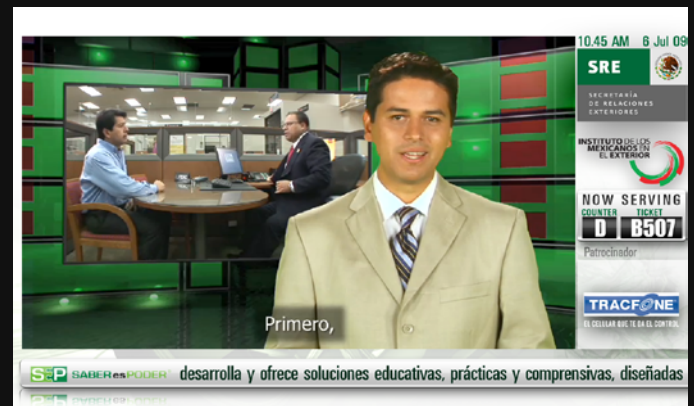 10.45 AM 6 Jul 09
SRE
SECRETARÍA
DE RELACIONES
EXTERIORES
INSTITUTO DE LOS
MEXICANOS EN
EL EXTERIOR
NOW SERVING
COUNTER TICKET
D B507
Patrocinador
TRACFONE
EL CELULAR QUE TE DA EL CONTROL
Primero,
SEP SABER es PODER desarrolla y ofrece soluciones educativas, prácticas y comprensivas, diseñadas